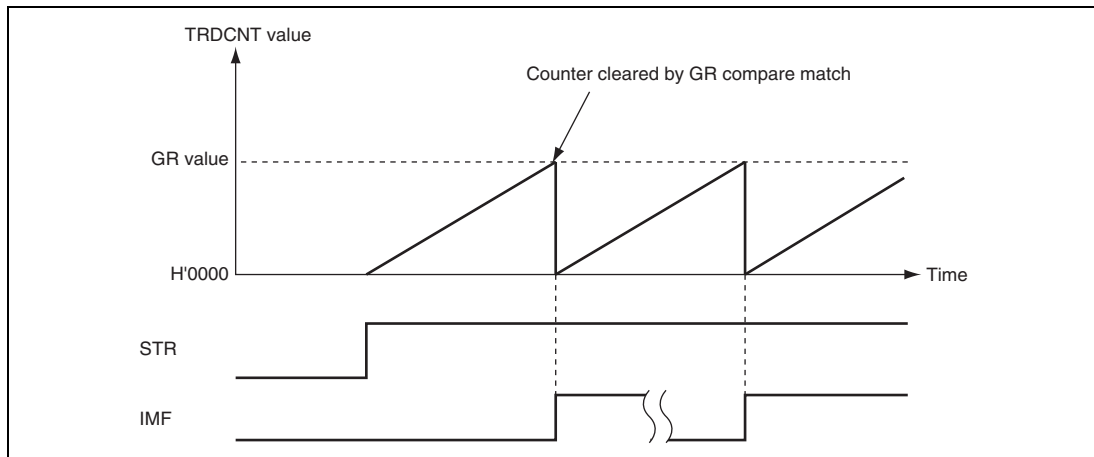 TRDCNT value
Counter cleared by GR compare match
GR value
H'0000
Time
STR
IMF